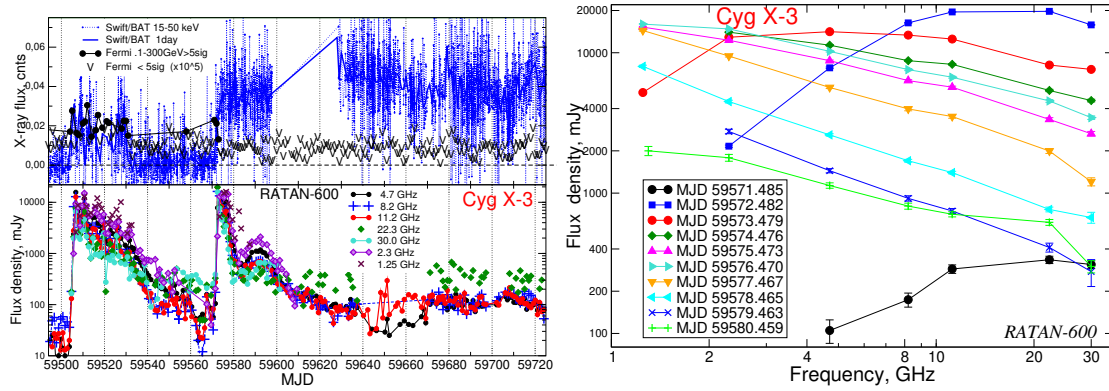 Swift/BAT 15-50 keV
Swift/BAT 1day
Fermi .1-300GeV>5sig
V Fermi < 5sig (x10^5)
0,06
0,04
0,02
0,00
X-ray flux, cnts
RATAN-600
Cyg X-3
4.7 GHz
8.2 GHz
11.2 GHz
22.3 GHz
30.0 GHz
2.3 GHz
1.25 GHz
10000
1000
100
10
Flux density, mJy
59500 59520 59540 59560 59580 59600 59620 59640 59660 59680 59700 59720
MJD
Cyg X-3
20000
10000
4000
2000
1000
400
200
100
Flux density, mJy
MJD 59571.485
MJD 59572.482
MJD 59573.479
MJD 59574.476
MJD 59575.473
MJD 59576.470
MJD 59577.467
MJD 59578.465
MJD 59579.463
MJD 59580.459
RATAN-600
1 2 4 8 10 20 30
Frequency, GHz